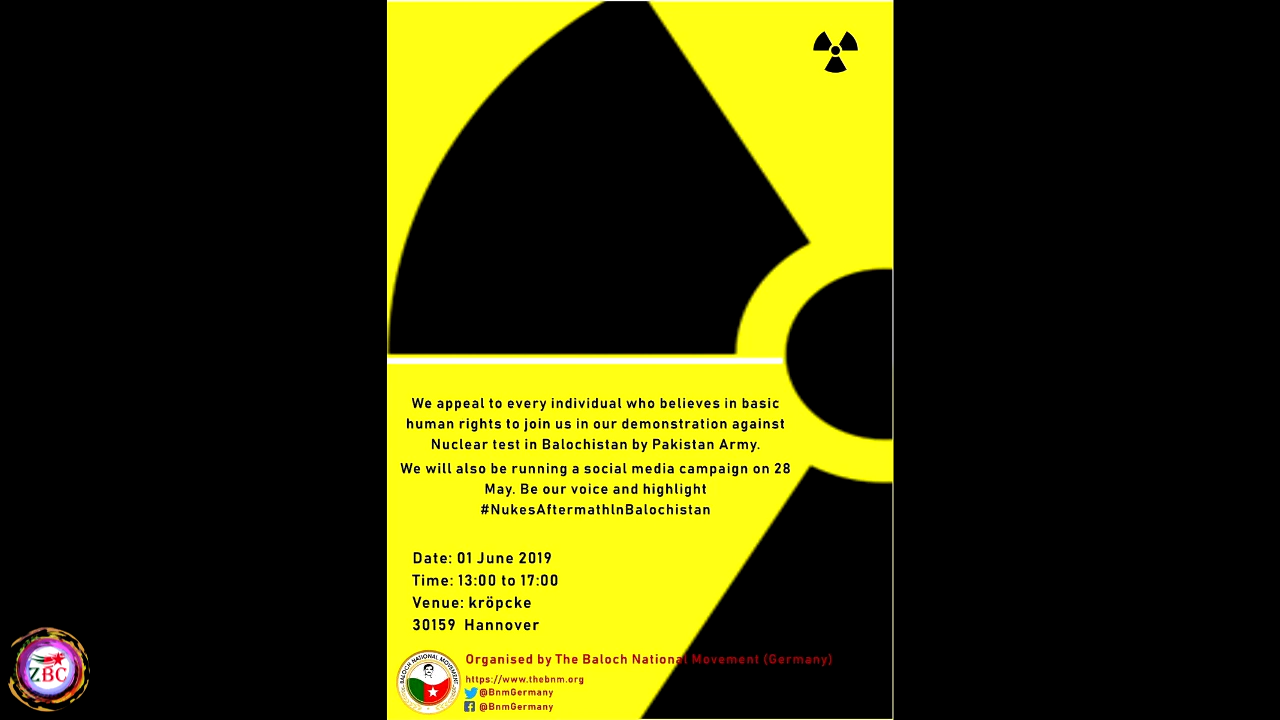 We appeal to every individual who believes in basic
human rights to join us in our demonstration against
Nuclear test in Balochistan by Pakistan Army.
We will also be running a social media campaign on 28
May. Be our voice and highlight
#NukesAftermathInBalochistan
Date: 01 June 2019
Time: 13:00 to 17:00
Venue: kröpcke
30159 Hannover
BALOCH NATIONAL MOVEMENT
Organised by The Baloch National Movement (Germany)
https://www.thebnm.org
@BnmGermany
@BnmGermany
ZBC